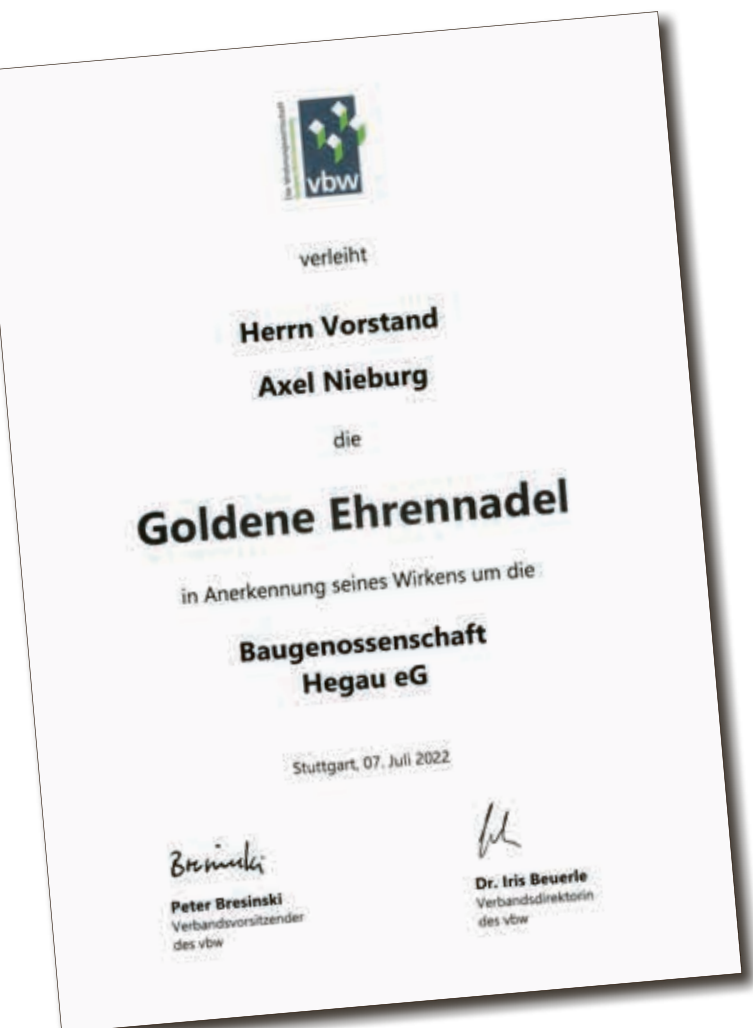 vbw
verleiht
Herrn Vorstand
Axel Nieburg
die
Goldene Ehrennadel
in Anerkennung seines Wirkens um die
Baugenossenschaft
Hegau eG
Stuttgart, 07. Juli 2022
Bresinski
Peter Bresinski
Verbandsvorsitzender
des vbw
Dr. Iris Beuerle
Verbandsdirektorin
des vbw